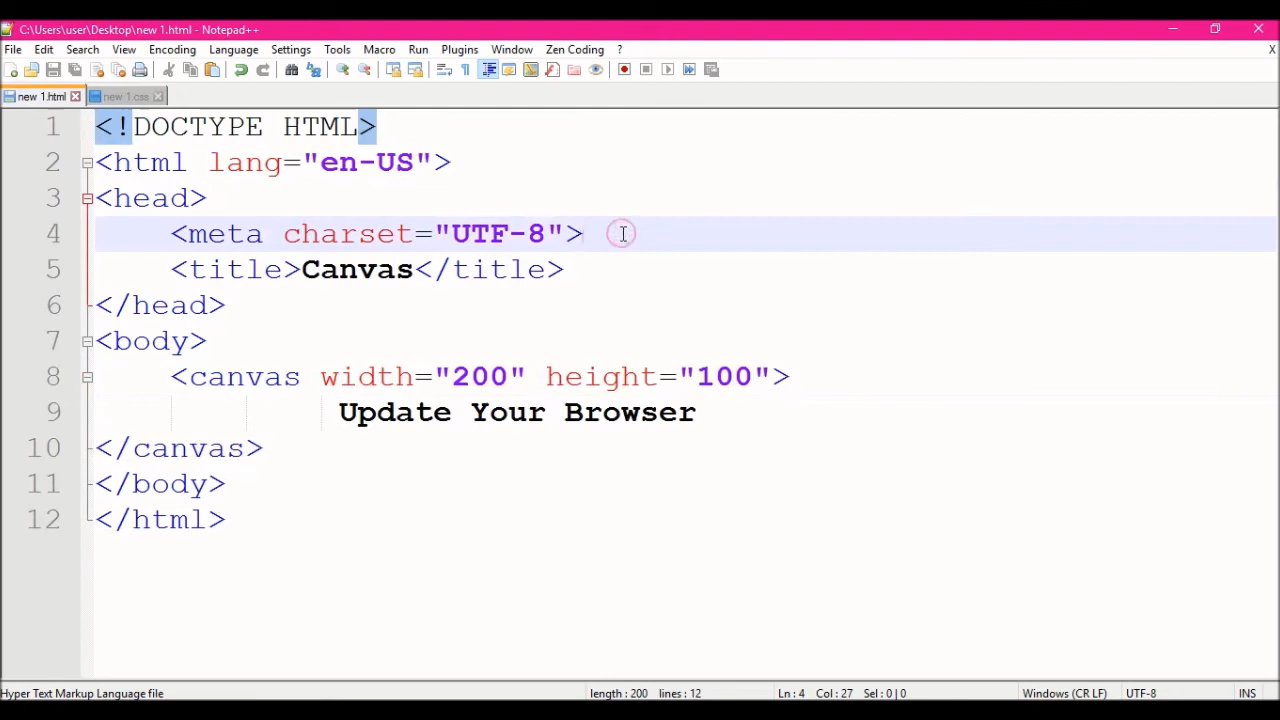 C:\Users\user\Desktop\new 1.html - Notepad++
File Edit Search View Encoding Language Settings Tools Macro Run Plugins Window Zen Coding ? X
new 1.html new 1.css
1 <!DOCTYPE HTML>
2 <html lang="en-US">
3 <head>
4 <meta charset="UTF-8">
5 <title>Canvas</title>
6 </head>
7 <body>
8 <canvas width="200" height="100">
9 Update Your Browser
10 </canvas>
11 </body>
12 </html>
Hyper Text Markup Language file length : 200 lines : 12 Ln : 4 Col : 27 Sel : 0 | 0 Windows (CR LF) UTF-8 INS